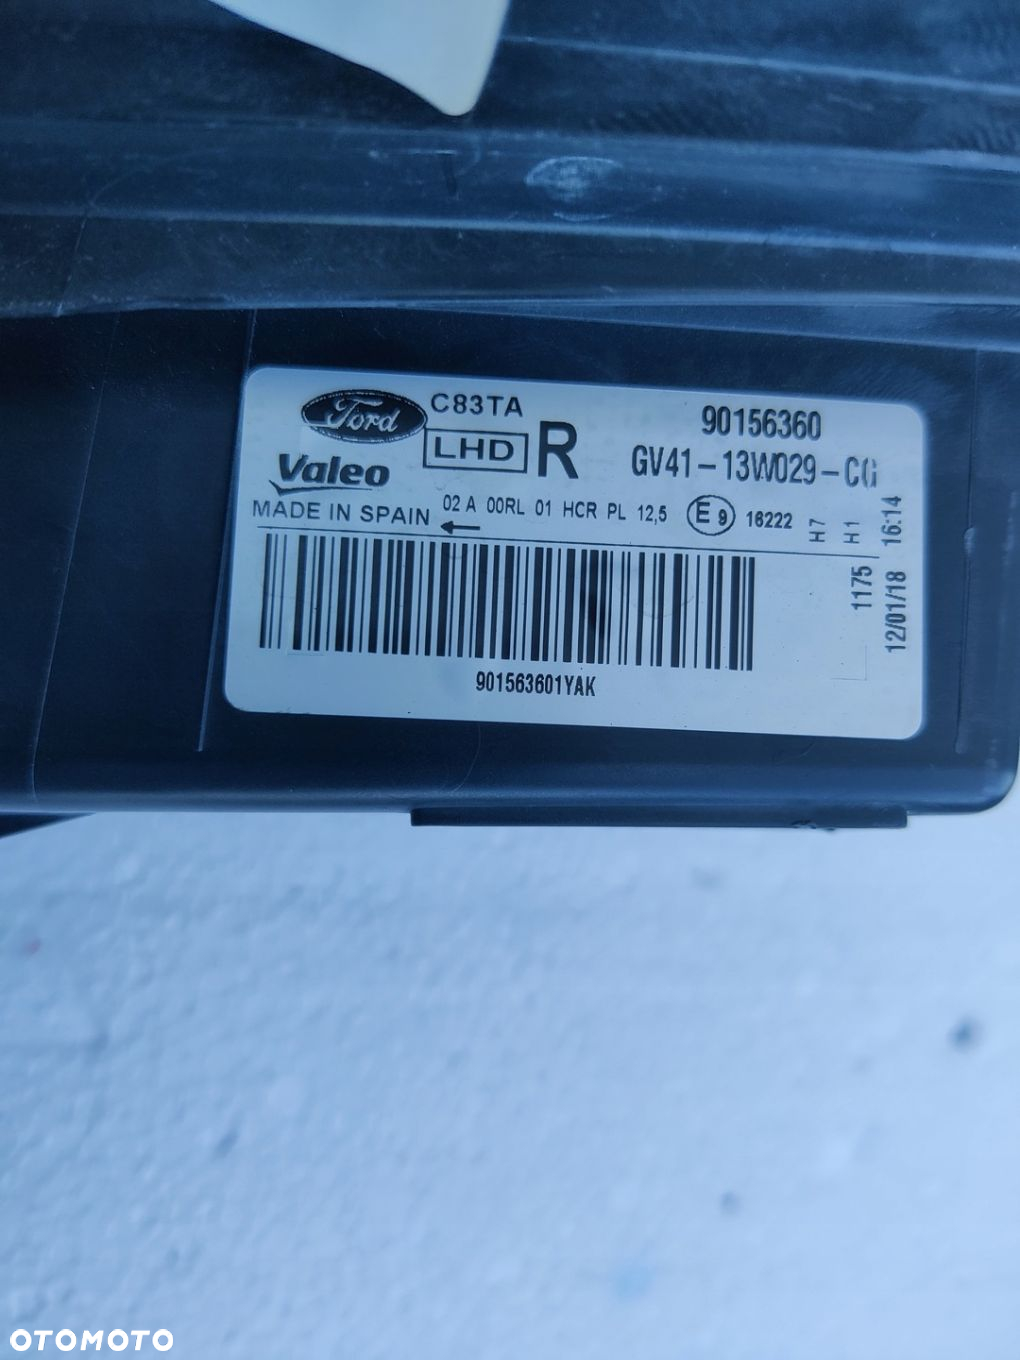 Ford
C83TA
LHD
R
90156360
GV41-13W029-CG
Valeo
MADE IN SPAIN
02 A 00RL 01 HCR PL 12,5
E9
16222
H7
H1
1175
12/01/18 16:14
901563601YAK
OTOMOTO